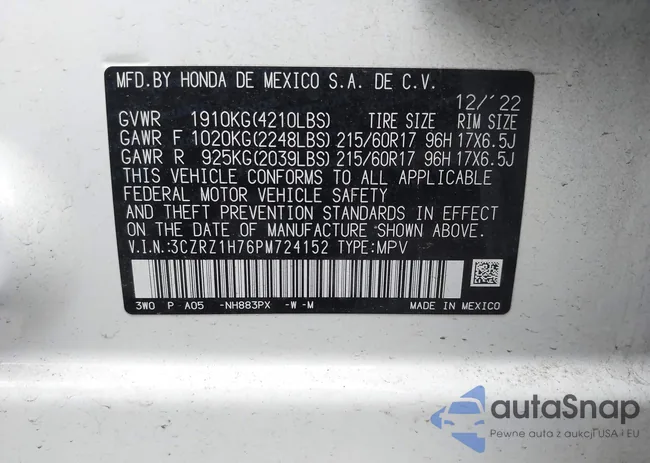 MFD.BY HONDA DE MEXICO S.A. DE C.V.
12/'22
GVWR 1910KG(4210LBS) TIRE SIZE RIM SIZE
GAWR F 1020KG(2248LBS) 215/60R17 96H 17X6.5J
GAWR R 925KG(2039LBS) 215/60R17 96H 17X6.5J
THIS VEHICLE CONFORMS TO ALL APPLICABLE
FEDERAL MOTOR VEHICLE SAFETY
AND THEFT PREVENTION STANDARDS IN EFFECT
ON THE DATE OF MANUFACTURE SHOWN ABOVE.
V.I.N.:3CZRZ1H76PM724152 TYPE:MPV
3W0 P-A05 -NH883PX -W-M MADE IN MEXICO
autaSnap
Pewne auta z aukcji USA i EU